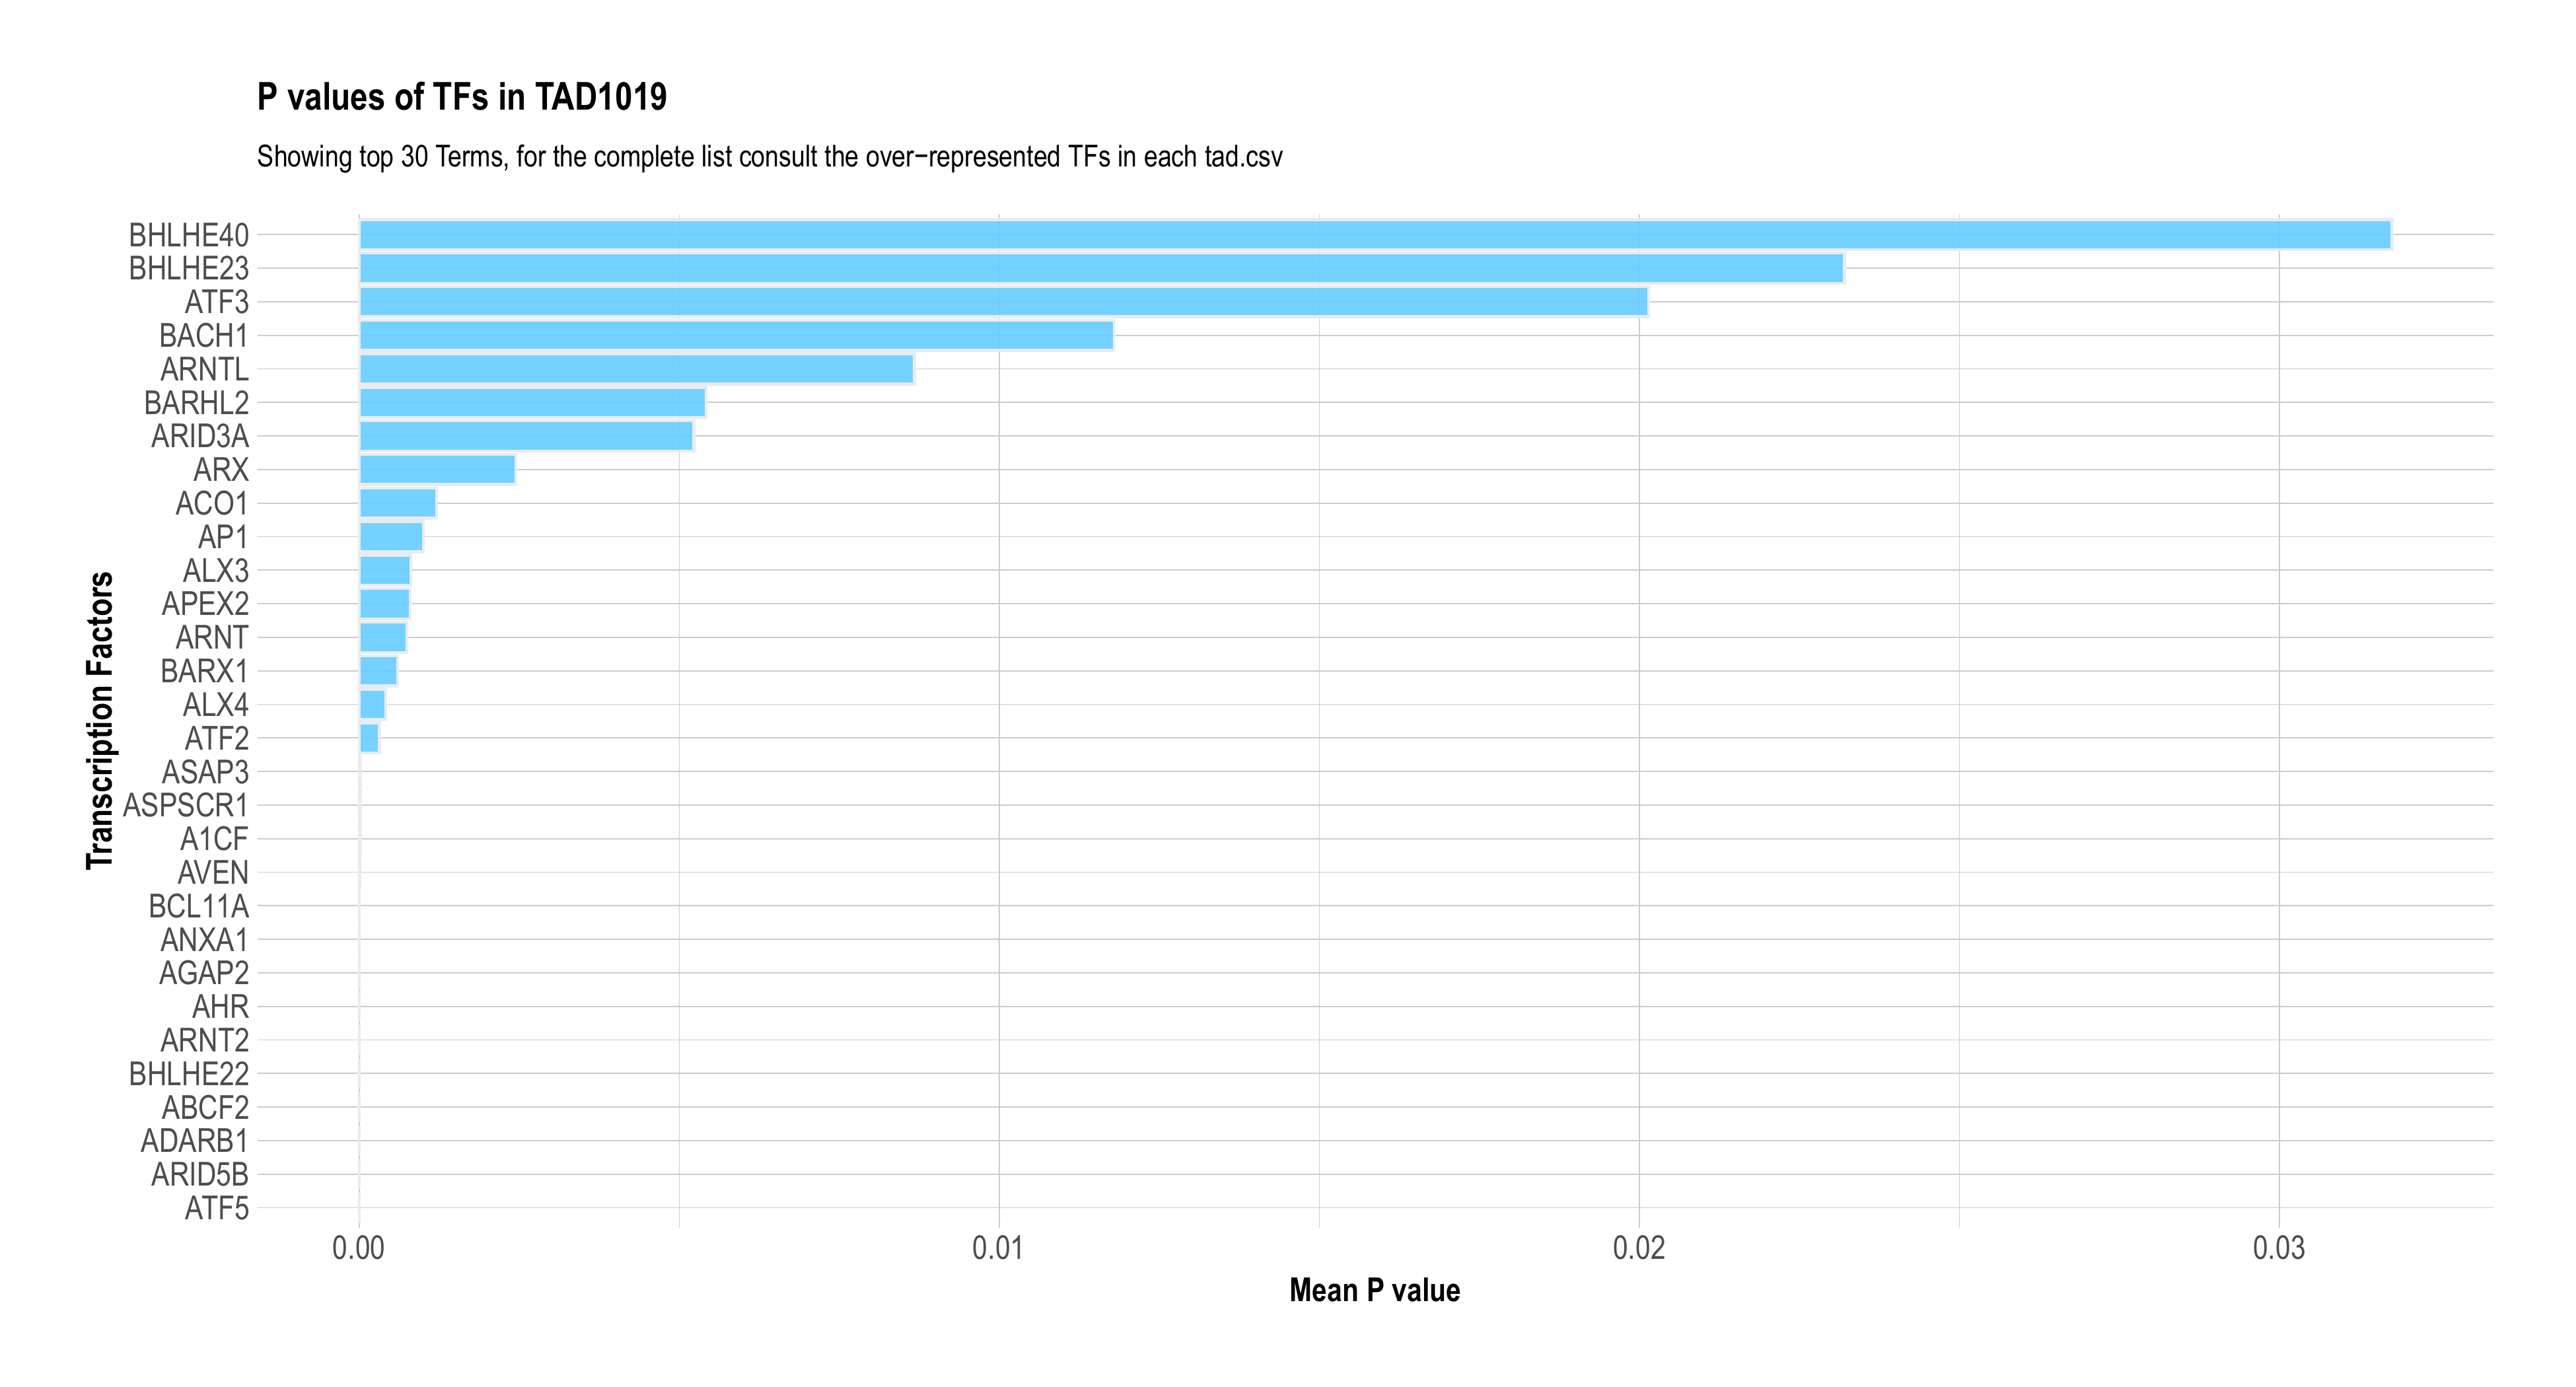 P values of TFs in TAD1019
Showing top 30 Terms, for the complete list consult the over−represented TFs in each tad.csv
Transcription Factors
BHLHE40
BHLHE23
ATF3
BACH1
ARNTL
BARHL2
ARID3A
ARX
ACO1
AP1
ALX3
APEX2
ARNT
BARX1
ALX4
ATF2
ASAP3
ASPSCR1
A1CF
AVEN
BCL11A
ANXA1
AGAP2
AHR
ARNT2
BHLHE22
ABCF2
ADARB1
ARID5B
ATF5
0.00 0.01 0.02 0.03
Mean P value